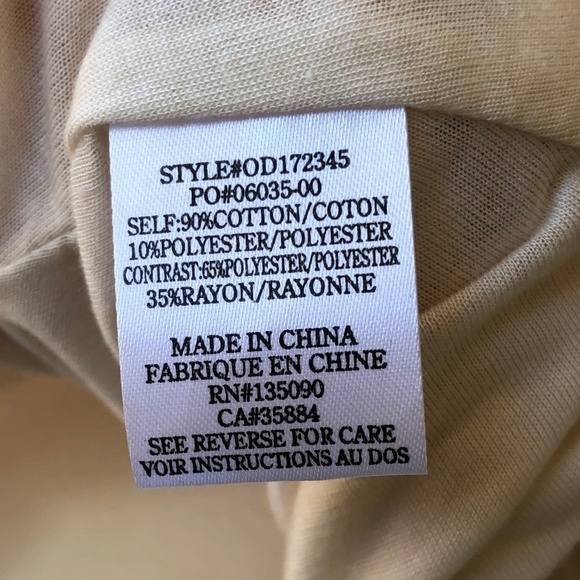 STYLE#OD172345
PO#06035-00
SELF:90%COTTON/COTON
10%POLYESTER/POLYESTER
CONTRAST:65%POLYESTER/POLYESTER
35%RAYON/RAYONNE
MADE IN CHINA
FABRIQUE EN CHINE
RN#135090
CA#35884
SEE REVERSE FOR CARE
VOIR INSTRUCTIONS AU DOS